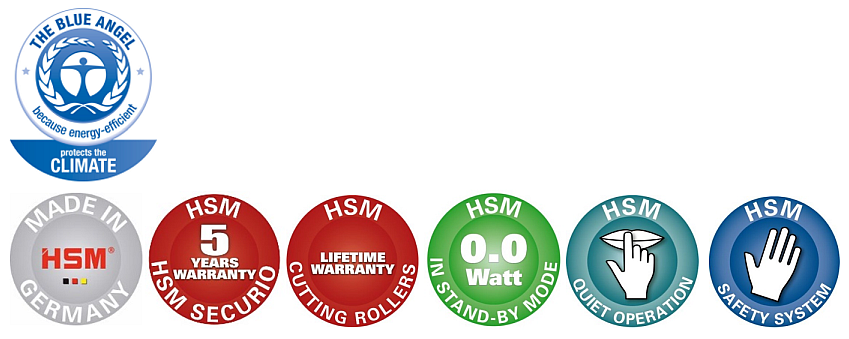 THE BLUE ANGEL
because energy-efficient
protects the
CLIMATE
MADE IN
HSM®
GERMANY
HSM
5
YEARS
WARRANTY
HSM SECURIO
HSM
LIFETIME
WARRANTY
CUTTING ROLLERS
HSM
0.0
Watt
IN STAND-BY MODE
HSM
QUIET OPERATION
HSM
SAFETY SYSTEM